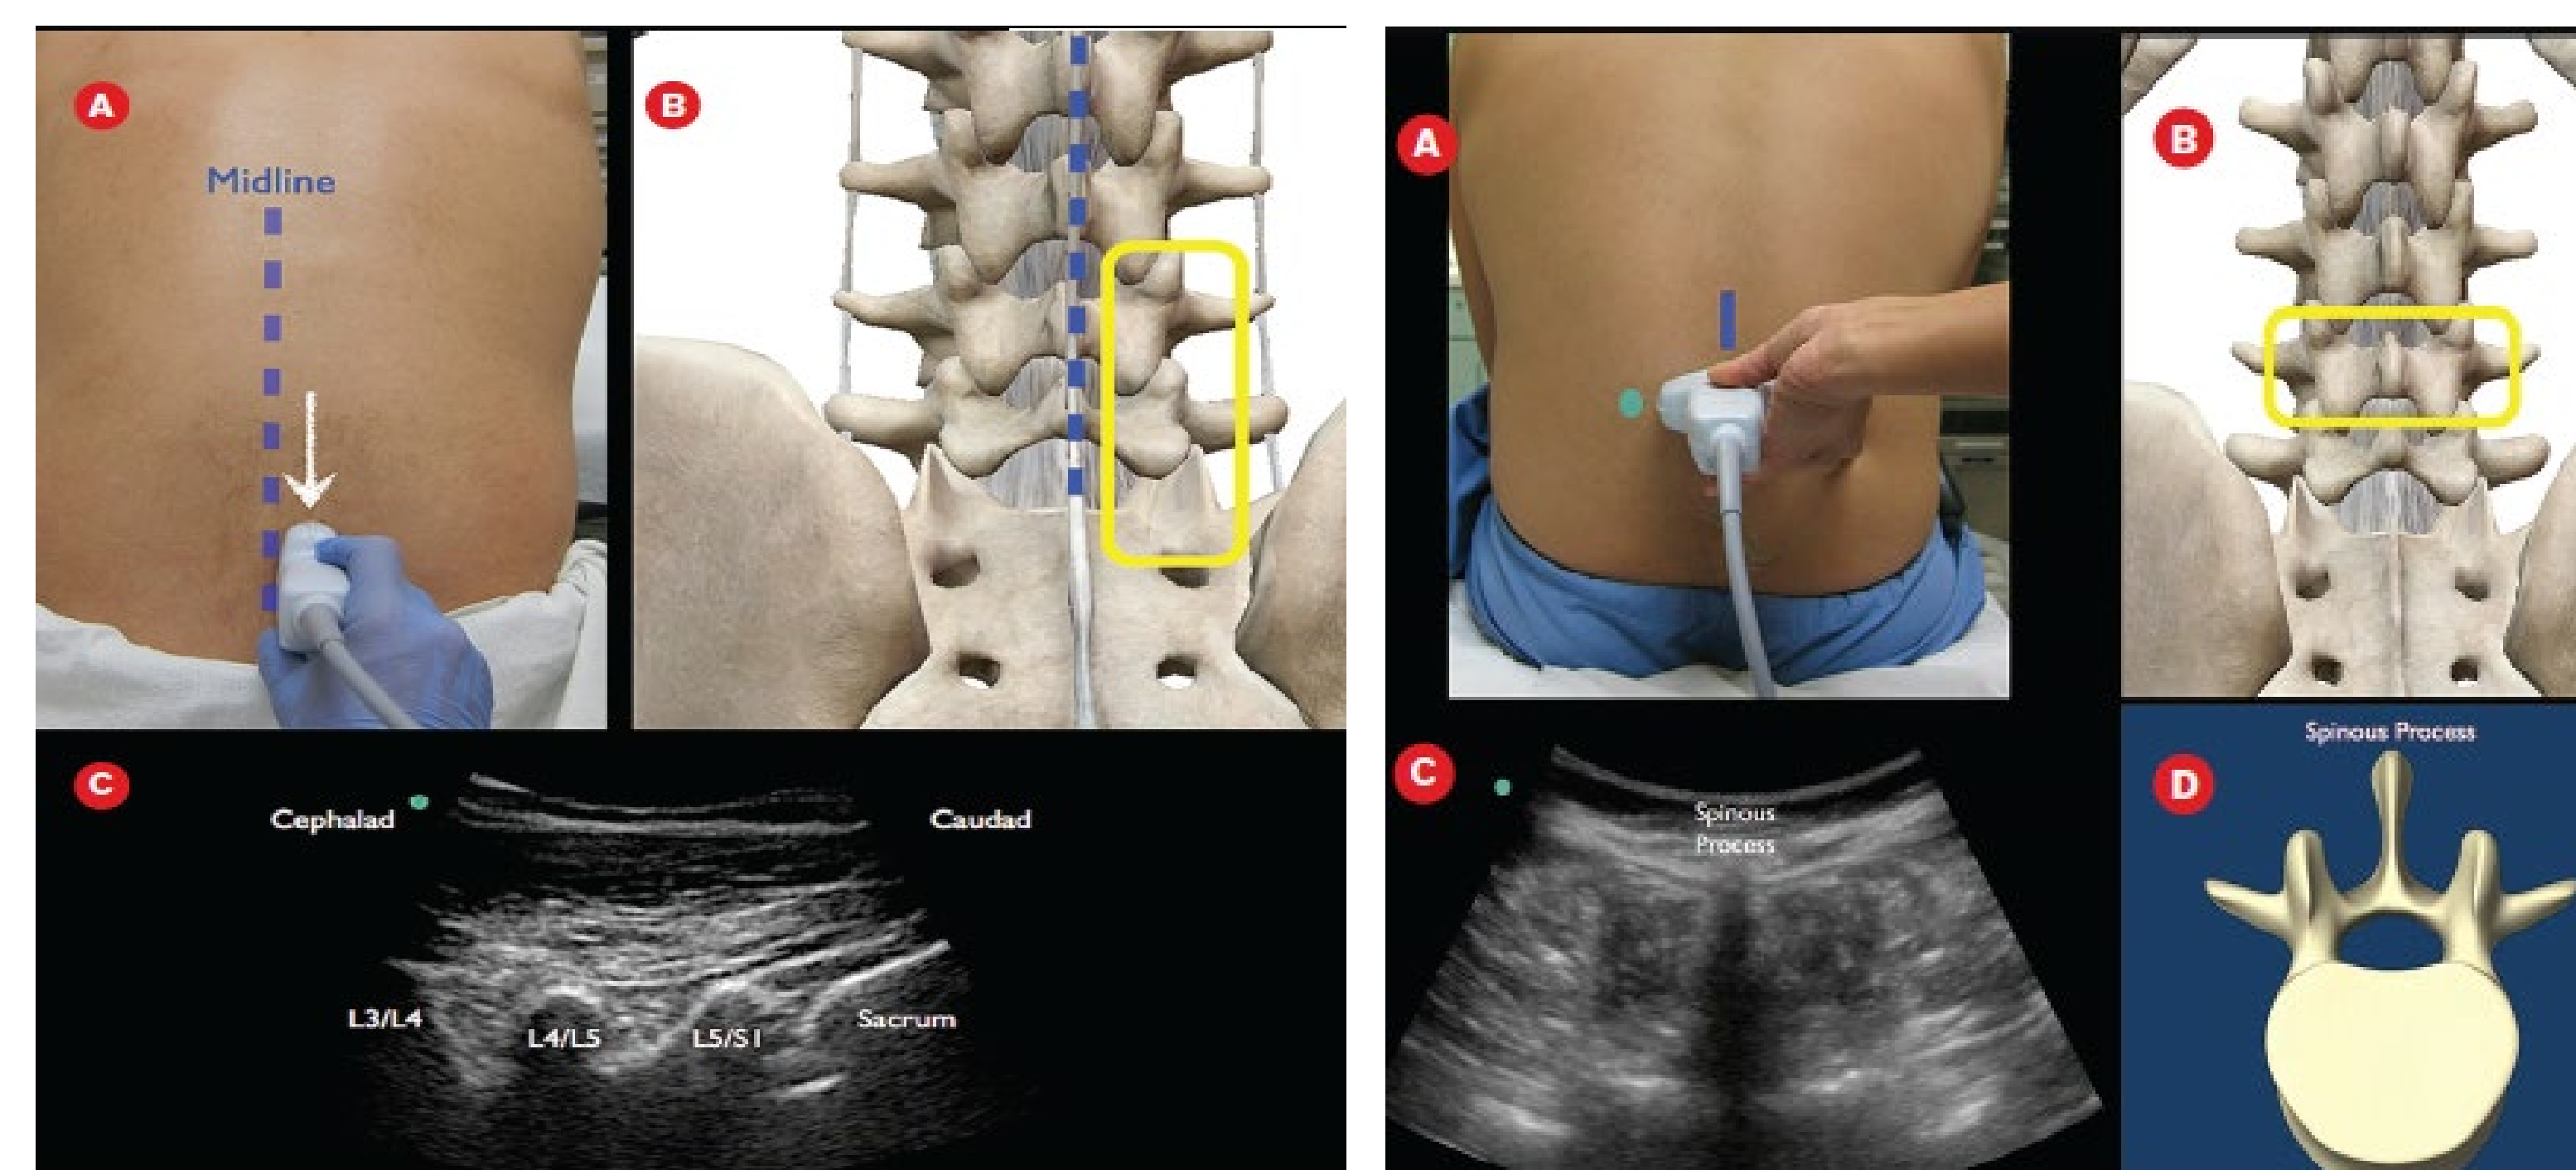 A
Midline
B
C
Cephalad
Caudad
L3/L4
L4/L5
L5/S1
Sacrum
A
B
C
Spinous
Process
Spinous Process
D